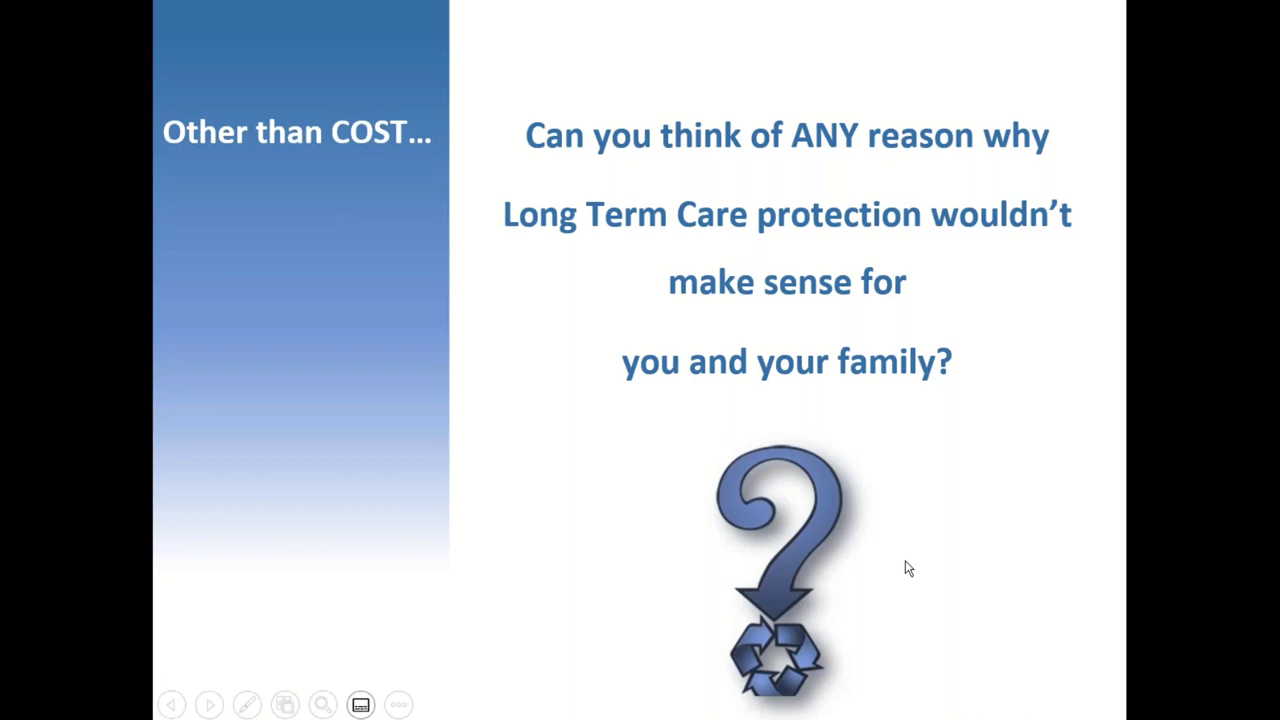 Other than COST...
Can you think of ANY reason why
Long Term Care protection wouldn’t
make sense for
you and your family?